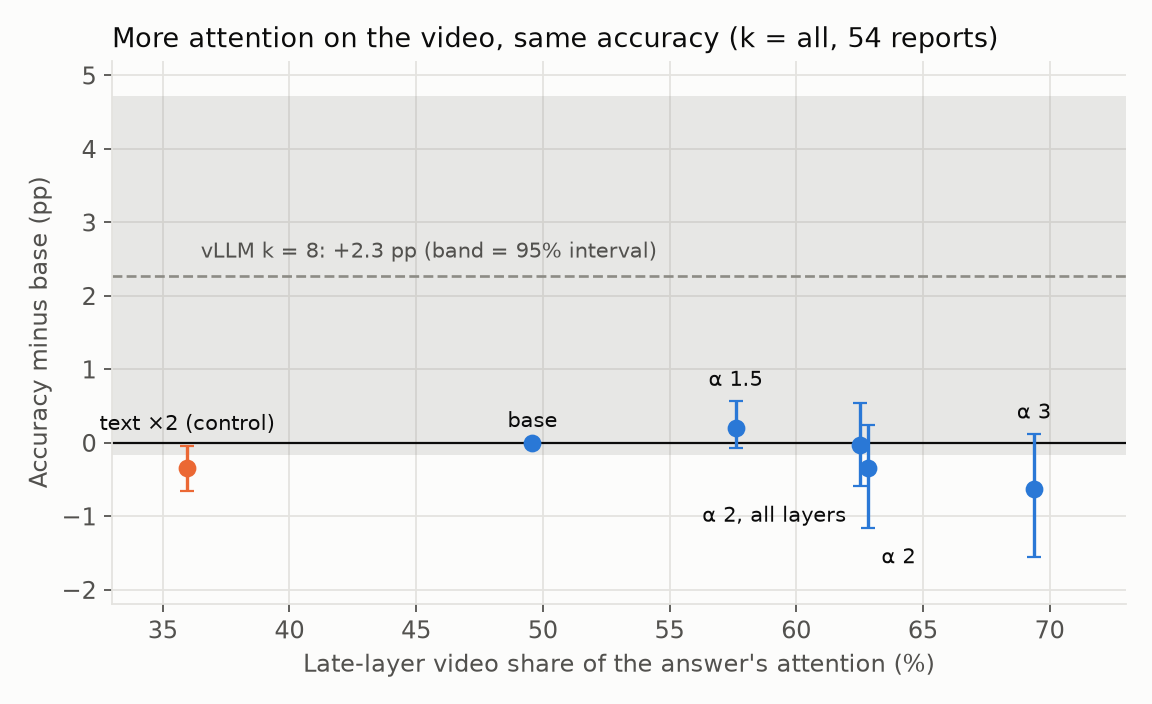 More attention on the video, same accuracy (k = all, 54 reports)
Accuracy minus base (pp)
5
4
3
2
1
0
−1
−2
vLLM k = 8: +2.3 pp (band = 95% interval)
text ×2 (control)
base
α 1.5
α 2, all layers
α 2
α 3
35 40 45 50 55 60 65 70
Late-layer video share of the answer's attention (%)